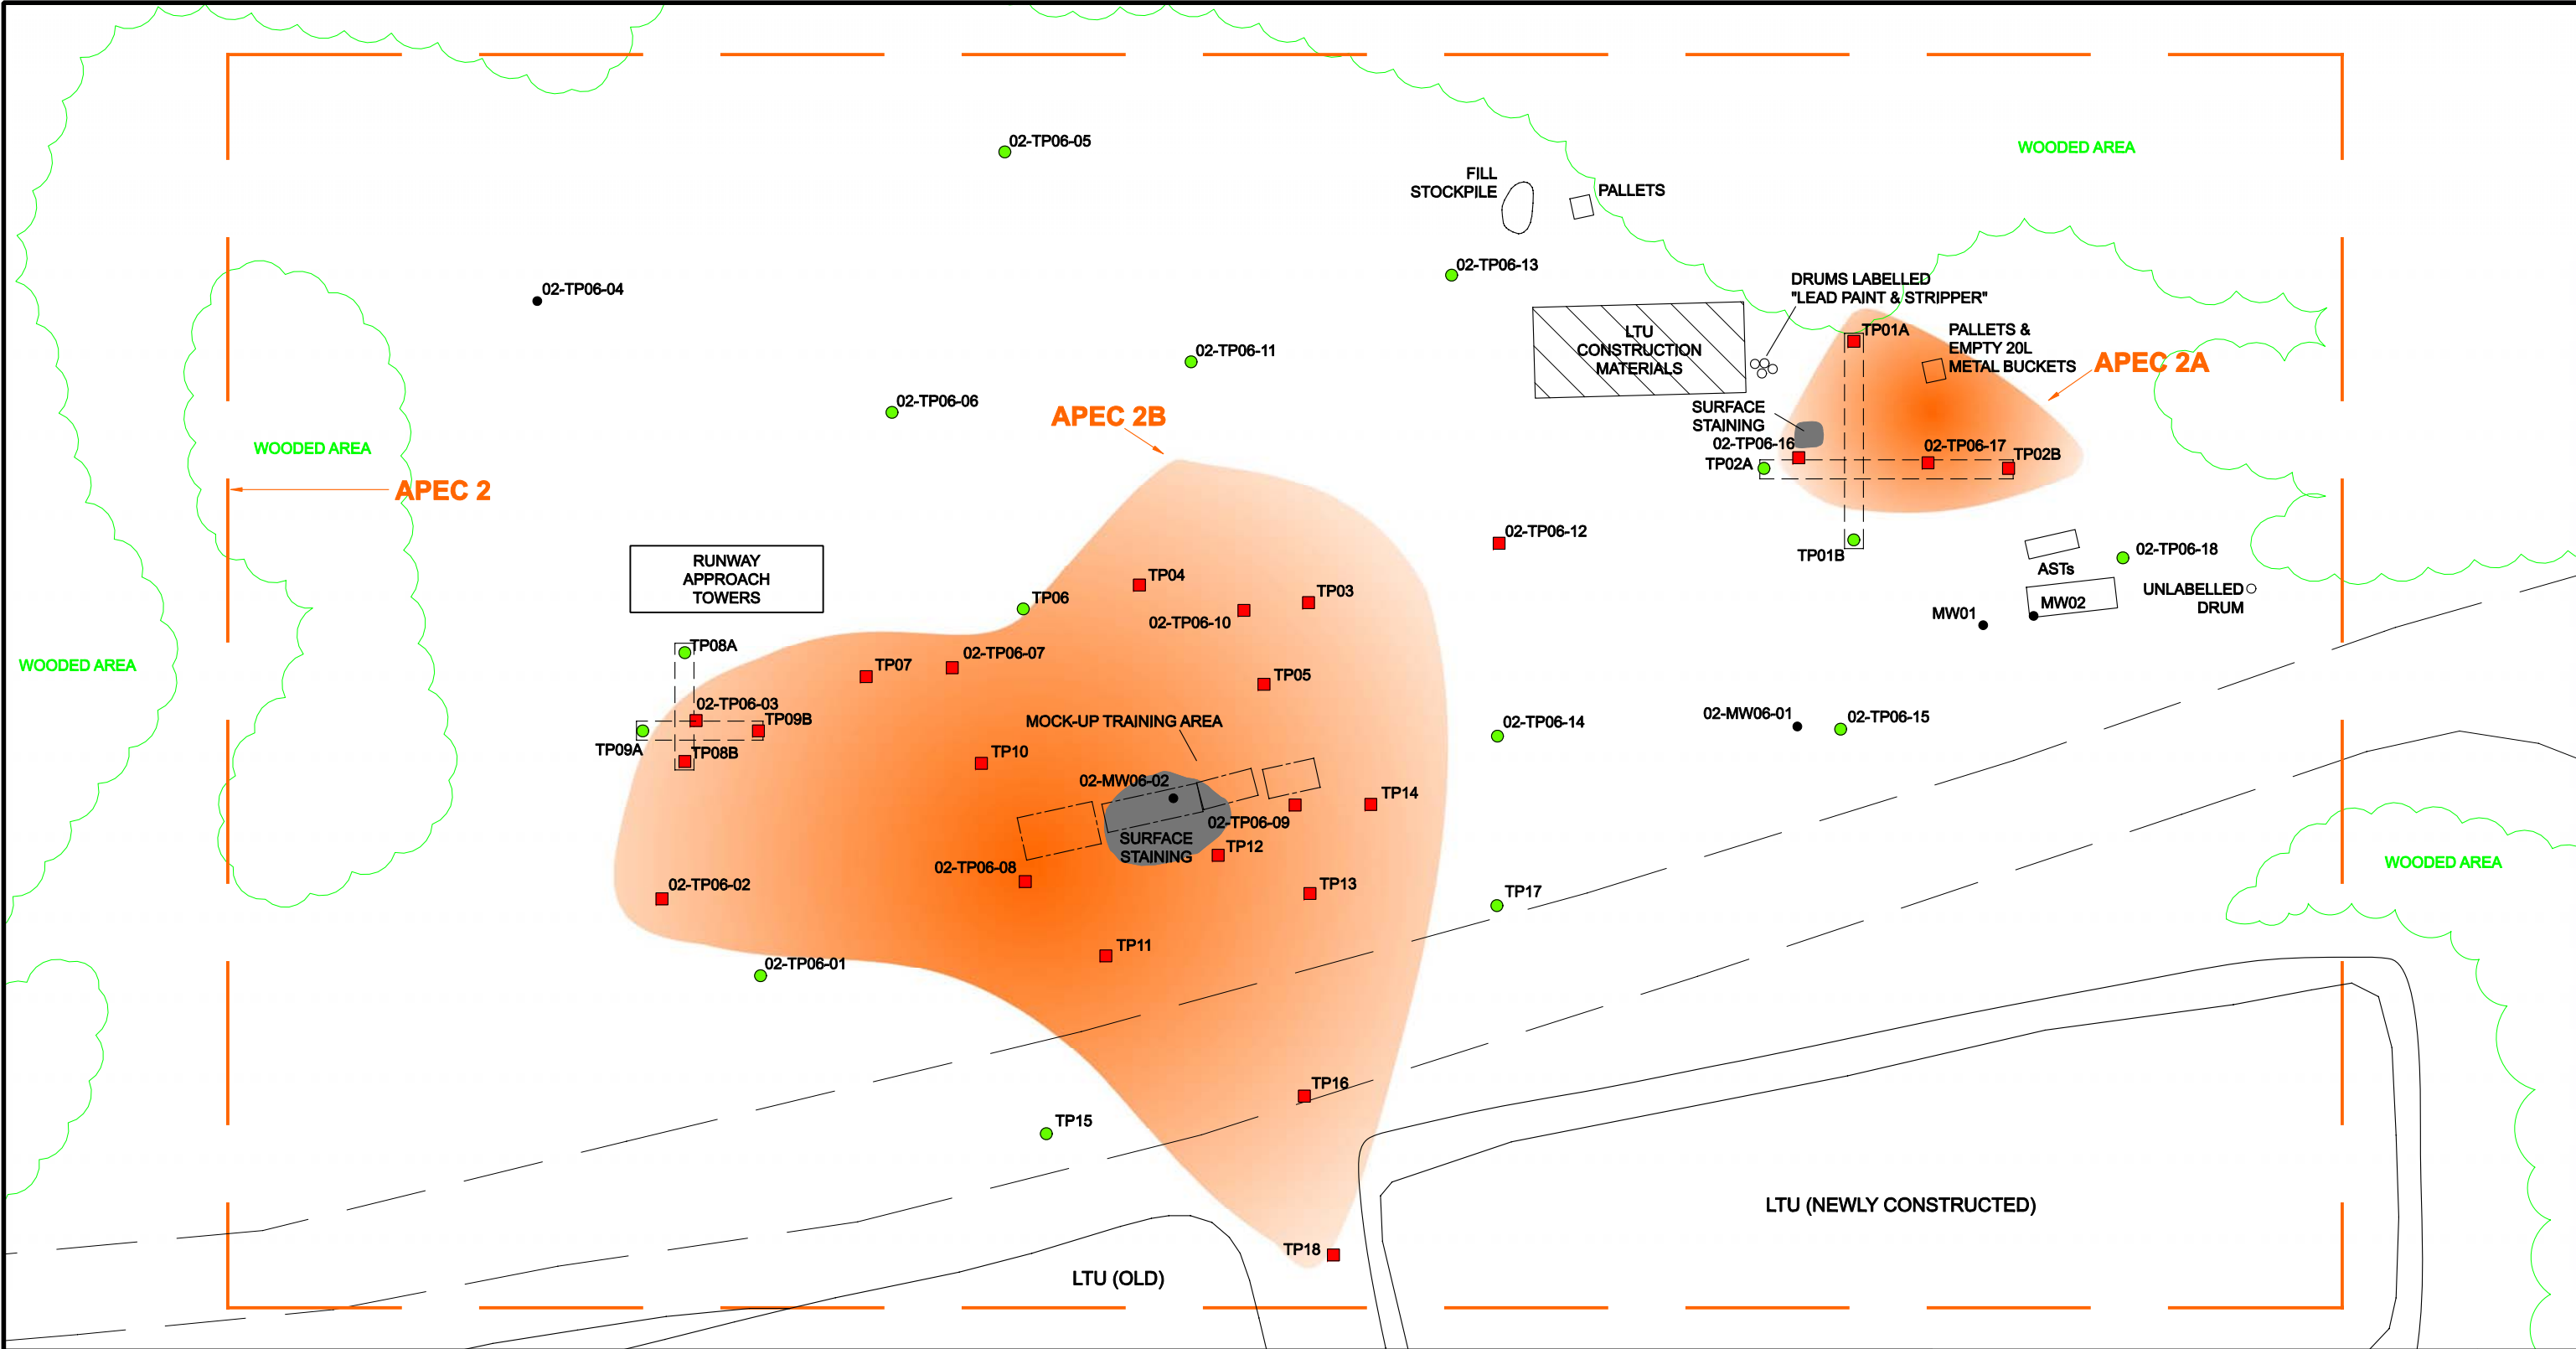 02-TP06-05
WOODED AREA
FILL
STOCKPILE
PALLETS
02-TP06-13
DRUMS LABELLED
"LEAD PAINT & STRIPPER"
02-TP06-04
LTU
CONSTRUCTION
MATERIALS
TP01A
PALLETS &
EMPTY 20L
METAL BUCKETS
APEC 2A
02-TP06-11
02-TP06-06
APEC 2B
SURFACE
STAINING
02-TP06-16
02-TP06-17
TP02A
TP02B
WOODED AREA
APEC 2
02-TP06-12
TP01B
02-TP06-18
ASTs
UNLABELLED
DRUM
MW01
MW02
RUNWAY
APPROACH
TOWERS
TP04
TP03
TP06
02-TP06-10
TP08A
02-TP06-07
TP07
TP05
WOODED AREA
02-TP06-03
TP09B
TP09A
TP08B
MOCK-UP TRAINING AREA
02-TP06-14
02-MW06-01
02-TP06-15
TP10
02-MW06-02
TP14
02-TP06-09
SURFACE
STAINING
TP12
02-TP06-08
TP13
02-TP06-02
TP17
WOODED AREA
TP11
02-TP06-01
TP16
TP15
LTU (NEWLY CONSTRUCTED)
TP18
LTU (OLD)